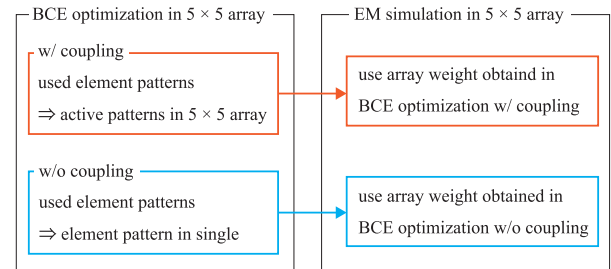 BCE optimization in 5 × 5 array
w/ coupling
used element patterns
⇒ active patterns in 5 × 5 array
w/o coupling
used element patterns
⇒ element pattern in single
EM simulation in 5 × 5 array
use array weight obtaind in
BCE optimization w/ coupling
use array weight obtained in
BCE optimization w/o coupling